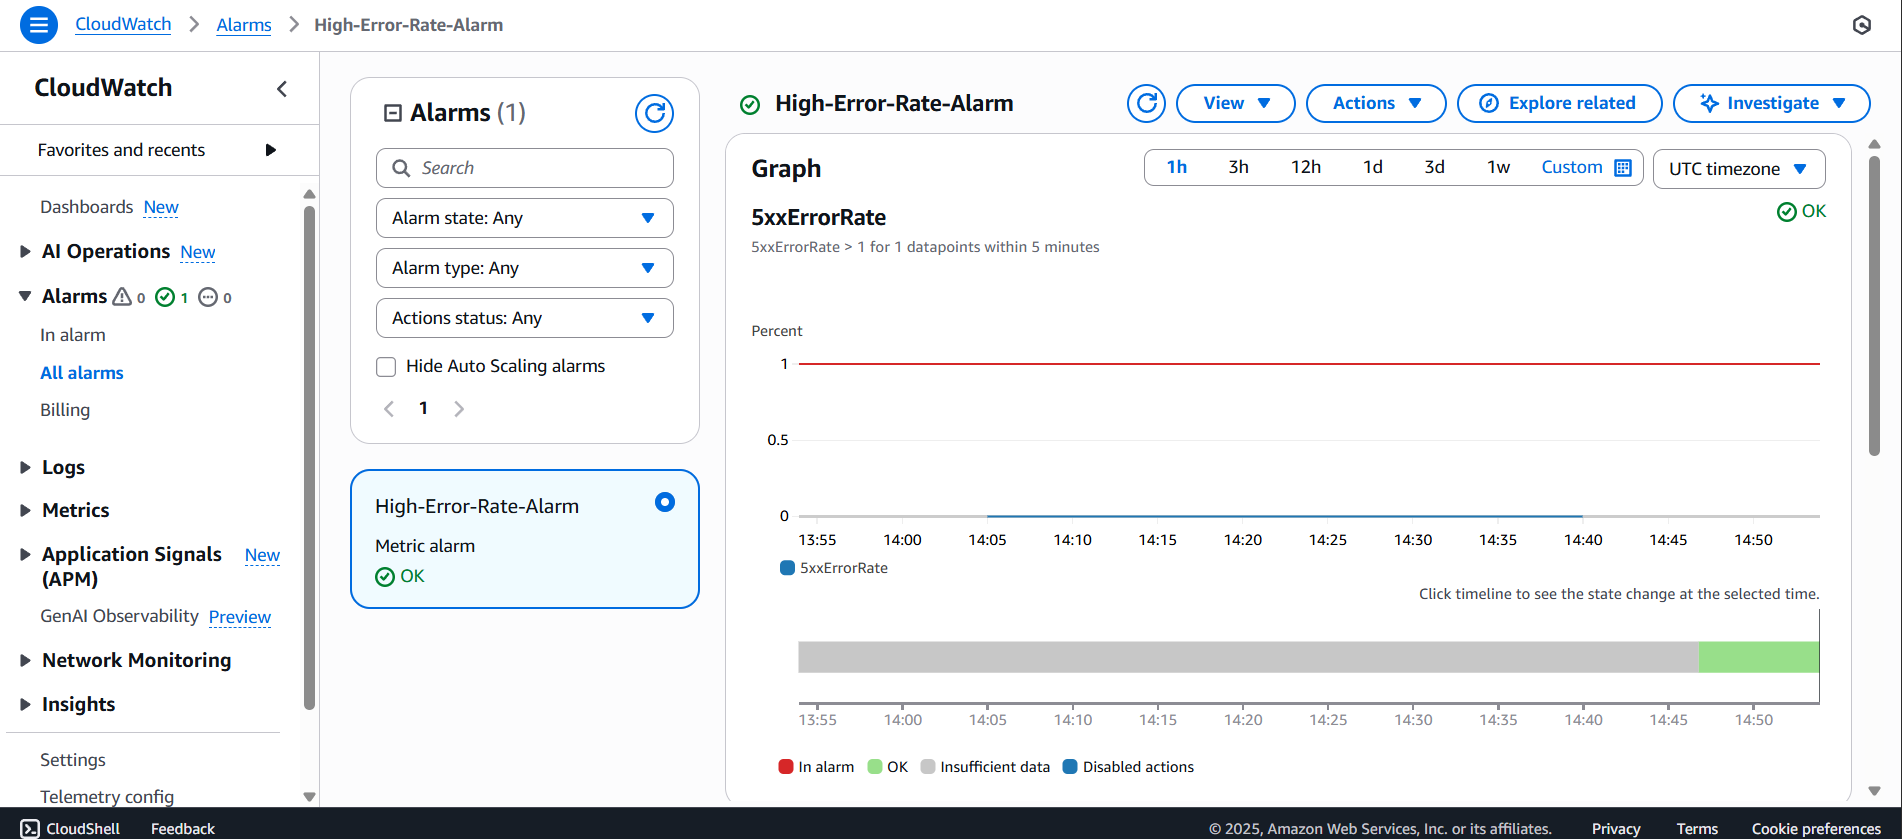 CloudWatch > Alarms > High-Error-Rate-Alarm
CloudWatch
Favorites and recents
Dashboards New
AI Operations New
Alarms 0 1 0
In alarm
All alarms
Billing
Logs
Metrics
Application Signals New
(APM)
GenAI Observability Preview
Network Monitoring
Insights
Settings
Telemetry config
Alarms (1)
Search
Alarm state: Any
Alarm type: Any
Actions status: Any
Hide Auto Scaling alarms
1
High-Error-Rate-Alarm
Metric alarm
OK
High-Error-Rate-Alarm
View
Actions
Explore related
Investigate
Graph
1h 3h 12h 1d 3d 1w Custom
UTC timezone
5xxErrorRate
OK
5xxErrorRate > 1 for 1 datapoints within 5 minutes
Percent
1
0.5
0
13:55 14:00 14:05 14:10 14:15 14:20 14:25 14:30 14:35 14:40 14:45 14:50
5xxErrorRate
Click timeline to see the state change at the selected time.
13:55 14:00 14:05 14:10 14:15 14:20 14:25 14:30 14:35 14:40 14:45 14:50
In alarm OK Insufficient data Disabled actions
CloudShell Feedback
© 2025, Amazon Web Services, Inc. or its affiliates. Privacy Terms Cookie preferences